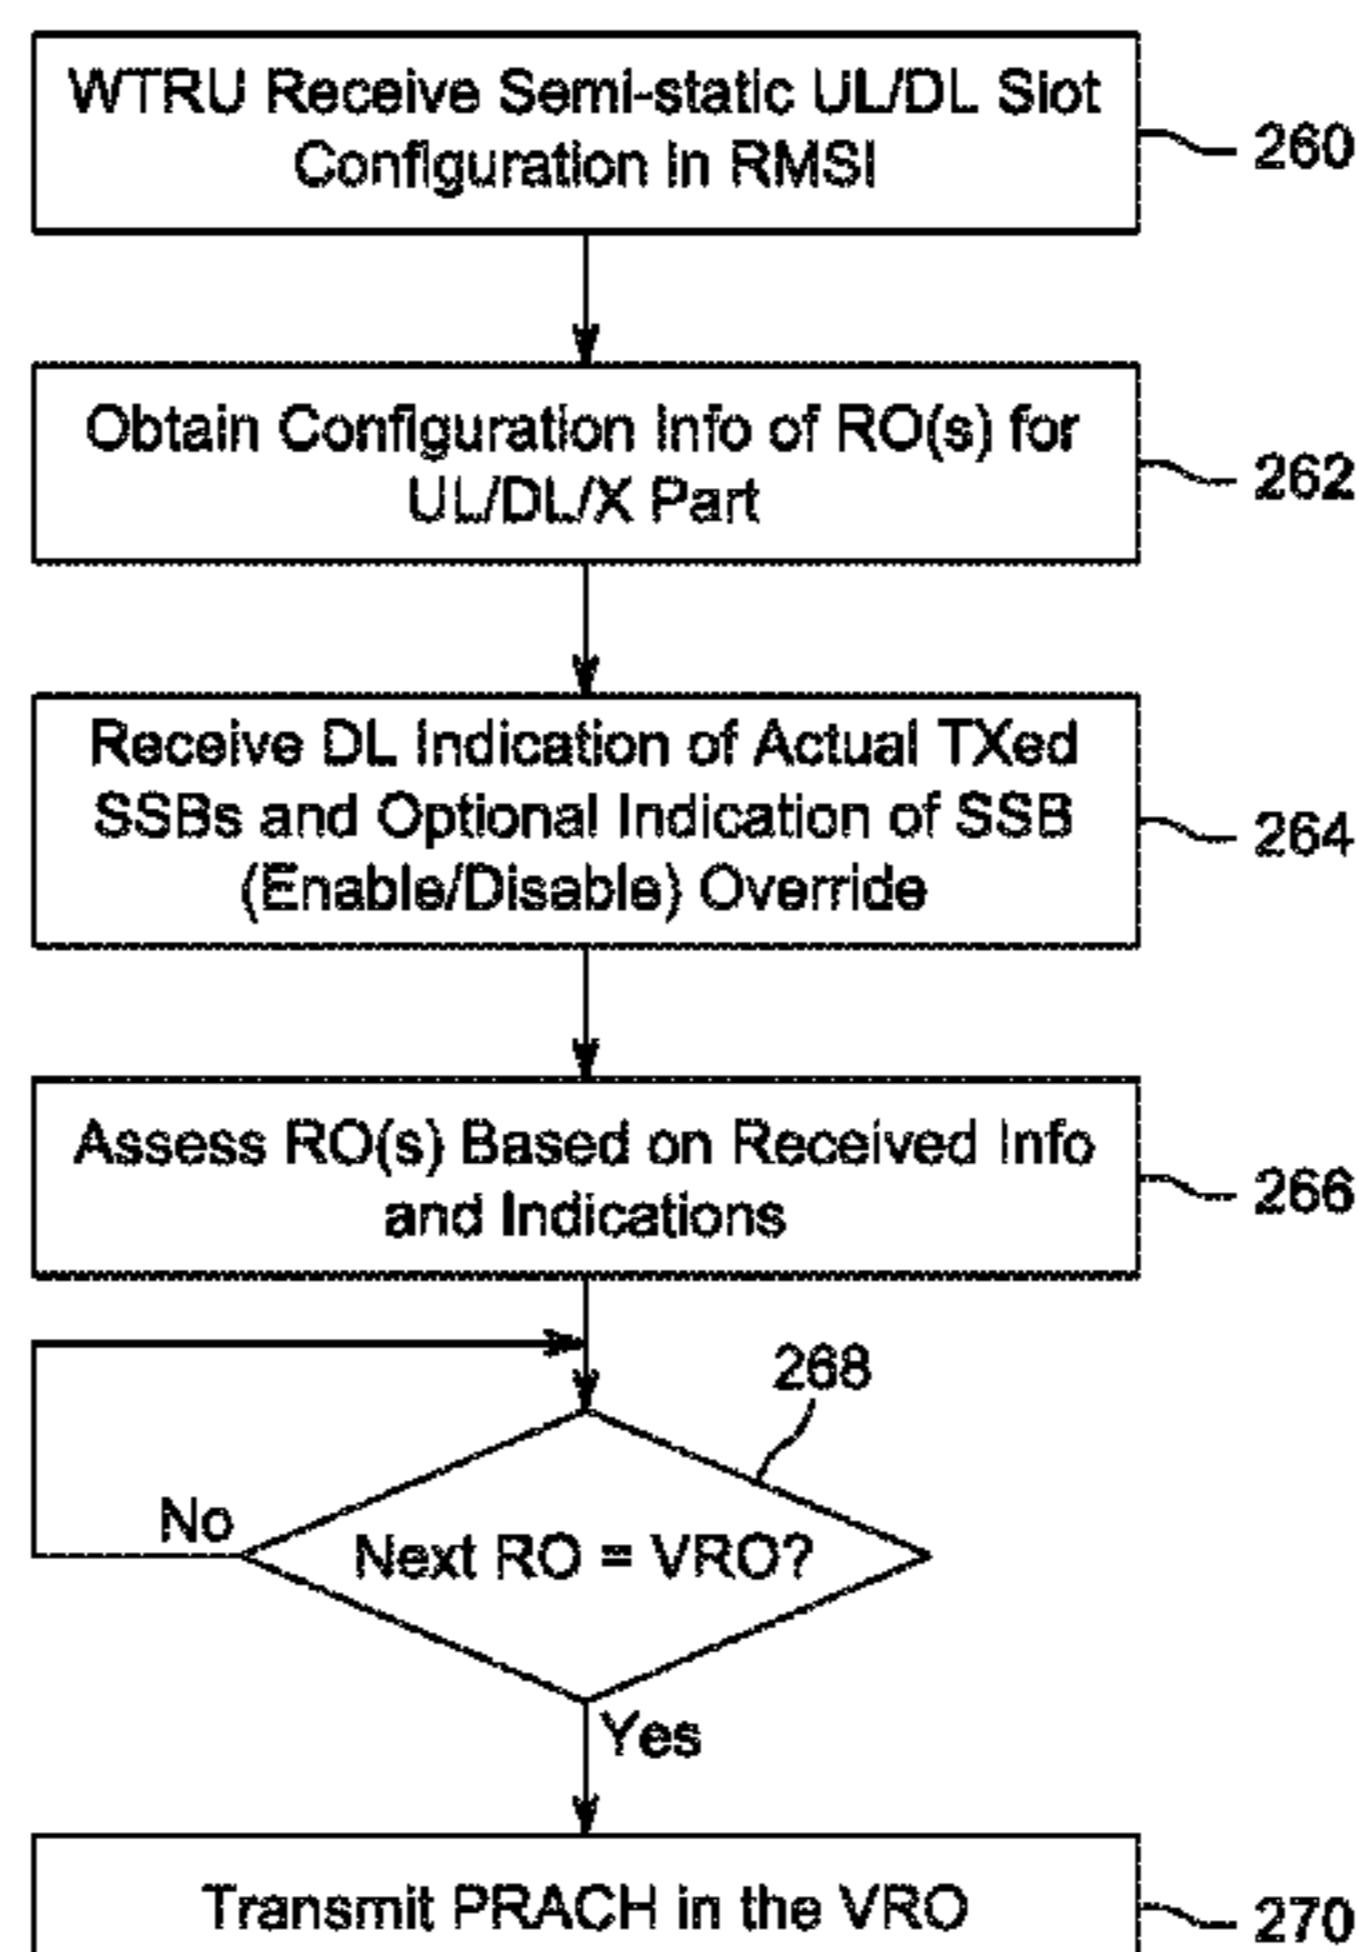 WTRU Receive Semi-static UL/DL Slot
Configuration in RMSI
260
Obtain Configuration Info of RO(s) for
UL/DL/X Part
262
Receive DL Indication of Actual TXed
SSBs and Optional Indication of SSB
(Enable/Disable) Override
264
Assess RO(s) Based on Received Info
and Indications
266
268
No
Next RO = VRO?
Yes
Transmit PRACH in the VRO
270